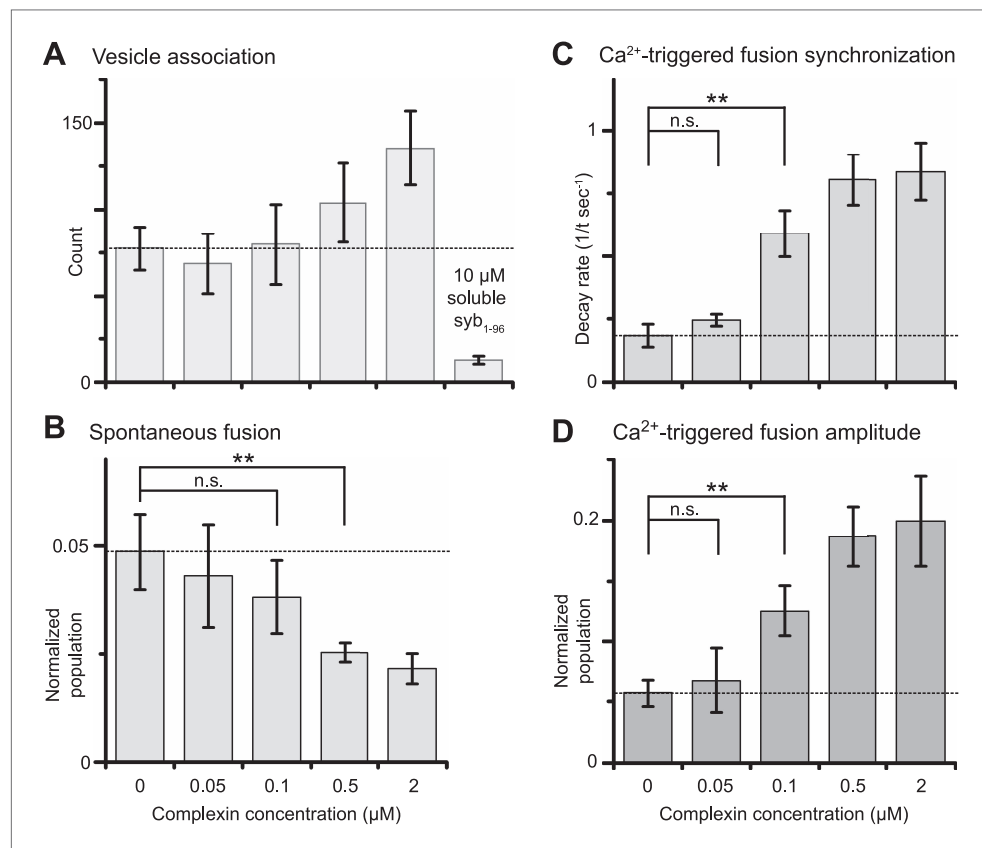 A Vesicle association
150
Count
0
10 µM
soluble
syb₁₋₉₆
B Spontaneous fusion
**
n.s.
0.05
Normalized
population
0
0 0.05 0.1 0.5 2
Complexin concentration (µM)
C Ca²⁺-triggered fusion synchronization
**
n.s.
1
Decay rate (1/t sec⁻¹)
0
D Ca²⁺-triggered fusion amplitude
**
n.s.
0.2
Normalized
population
0
0 0.05 0.1 0.5 2
Complexin concentration (µM)